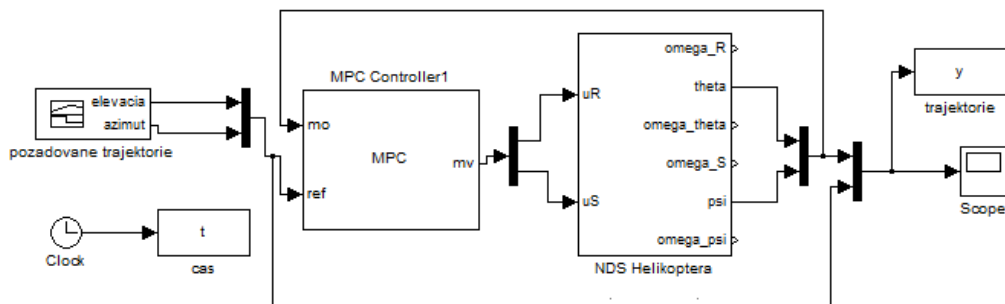 elevacia
azimut
pozadovane trajektorie
Clock
t
cas
MPC Controller1
mo
MPC
mv
ref
uR
uS
omega_R
theta
omega_theta
omega_S
psi
omega_psi
NDS Helikoptera
y
trajektorie
Scope